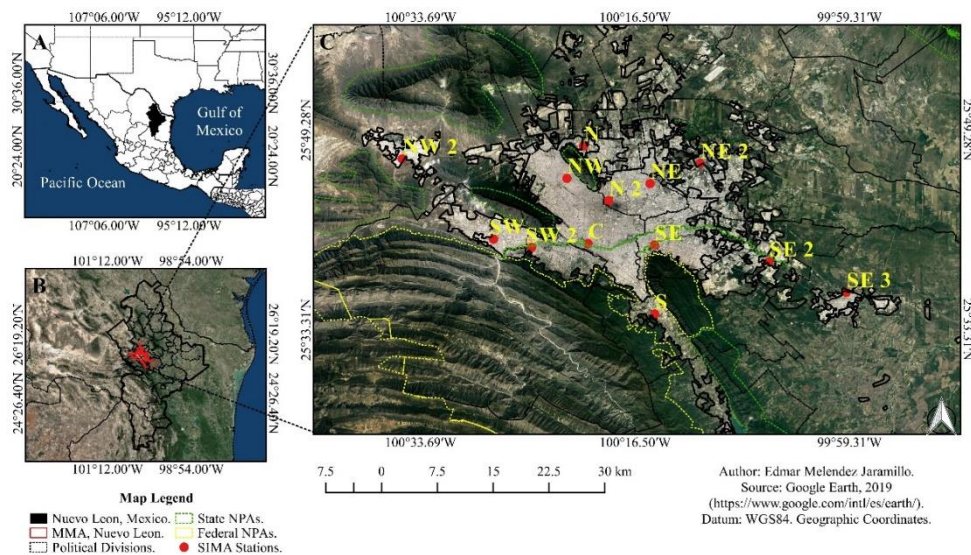 107°06.00'W 95°12.00'W
A
30°36.00'N
20°24.00'N
30°36.00'N
20°24.00'N
Gulf of
Mexico
Pacific Ocean
107°06.00'W 95°12.00'W
101°12.00'W 98°54.00'W
B
26°19.20'N
24°26.40'N
26°19.20'N
24°26.40'N
101°12.00'W 98°54.00'W
100°33.69'W 100°16.50'W 99°59.31'W
C
25°49.28'N
25°33.31'N
25°49.28'N
25°33.31'N
N
NW 2
NE 2
NW
NE
N 2
SW
SW 2
C
SE
SE 2
SE 3
S
100°33.69'W 100°16.50'W 99°59.31'W
7.5 0 7.5 15 22.5 30 km
Map Legend
Nuevo Leon, Mexico. State NPAs.
MMA, Nuevo Leon. Federal NPAs.
Political Divisions. SIMA Stations.
Author: Edmar Melendez Jaramillo.
Source: Google Earth, 2019
(https://www.google.com/intl/es/earth/).
Datum: WGS84. Geographic Coordinates.